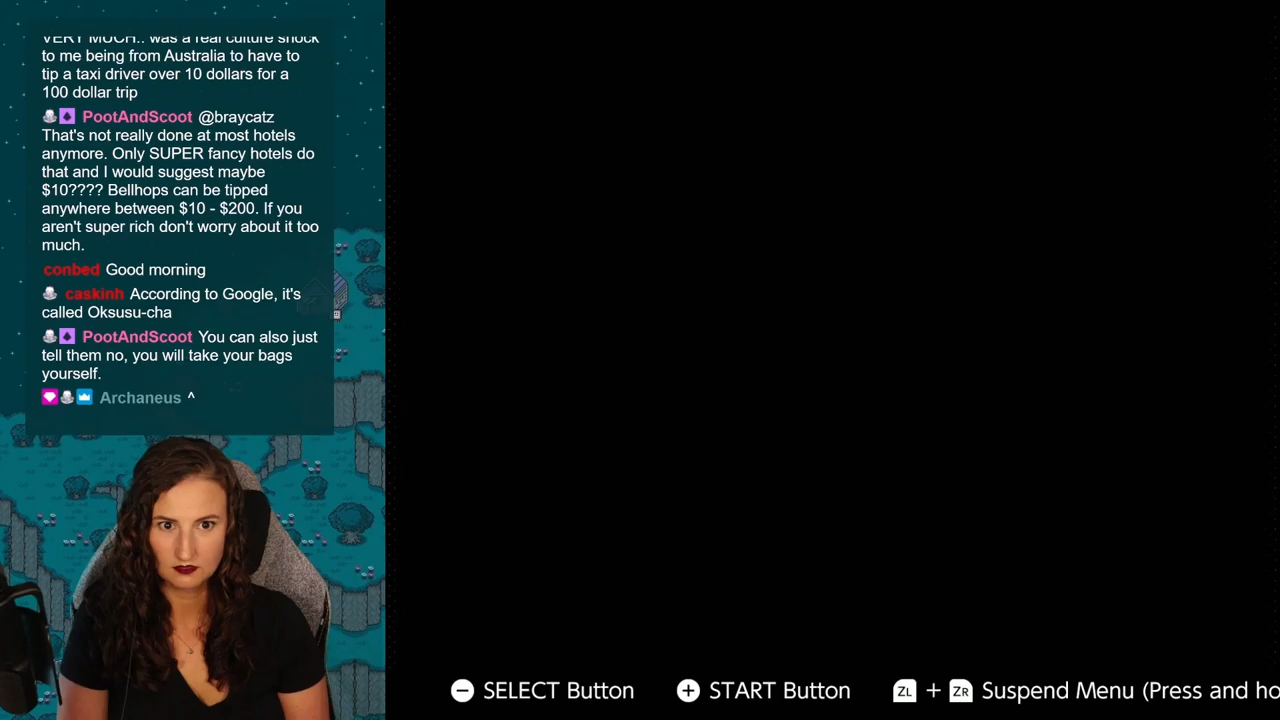 VERY MUCH.. was a real culture shock
to me being from Australia to have to
tip a taxi driver over 10 dollars for a
100 dollar trip
PootAndScoot @braycatz
That's not really done at most hotels
anymore. Only SUPER fancy hotels do
that and I would suggest maybe
$10???? Bellhops can be tipped
anywhere between $10 - $200. If you
aren't super rich don't worry about it too
much.
conbed Good morning
caskinh According to Google, it's
called Oksusu-cha
PootAndScoot You can also just
tell them no, you will take your bags
yourself.
Archaneus ^
SELECT Button
START Button
ZL + ZR Suspend Menu (Press and ho